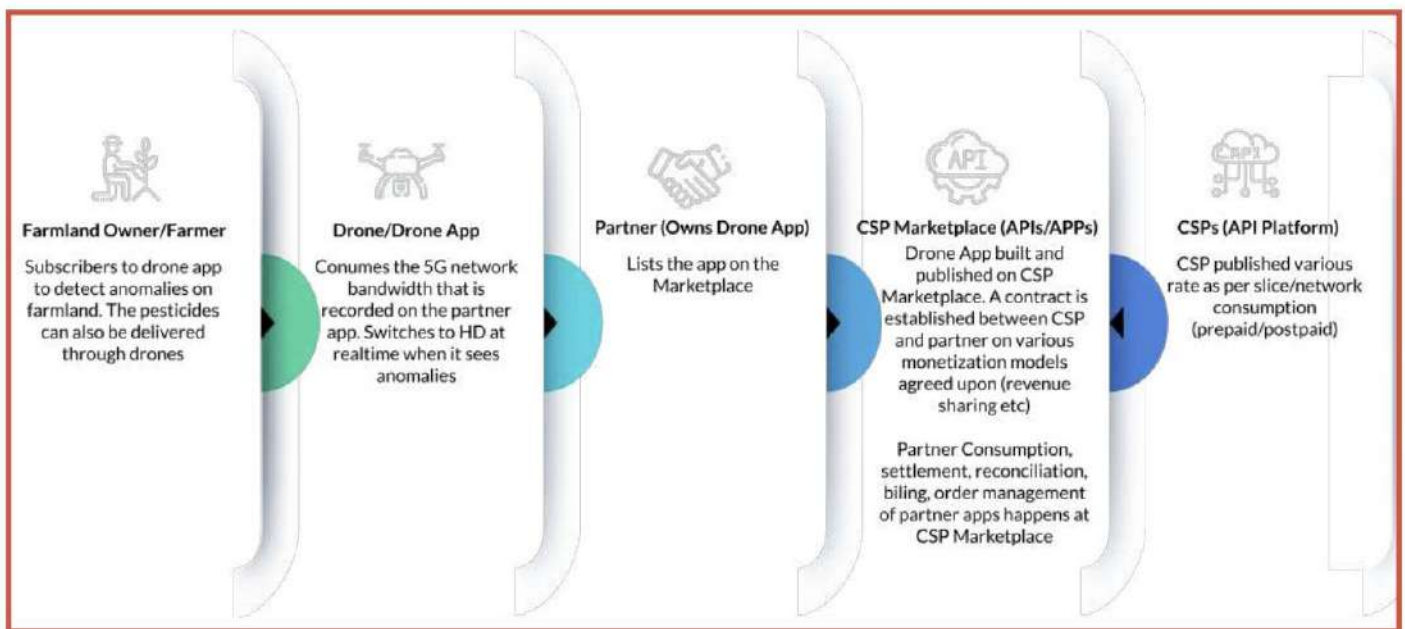 Farmland Owner/Farmer
Subscribers to drone app
to detect anomalies on
farmland. The pesticides
can also be delivered
through drones
Drone/Drone App
Conumes the 5G network
bandwidth that is
recorded on the partner
app. Switches to HD at
realtime when it sees
anomalies
Partner (Owns Drone App)
Lists the app on the
Marketplace
API
CSP Marketplace (APIs/APPs)
Drone App built and
published on CSP
Marketplace. A contract is
established between CSP
and partner on various
monetization models
agreed upon (revenue
sharing etc)
Partner Consumption,
settlement, reconciliation,
biling, order management
of partner apps happens at
CSP Marketplace
API
CSPs (API Platform)
CSP published various
rate as per slice/network
consumption
(prepaid/postpaid)